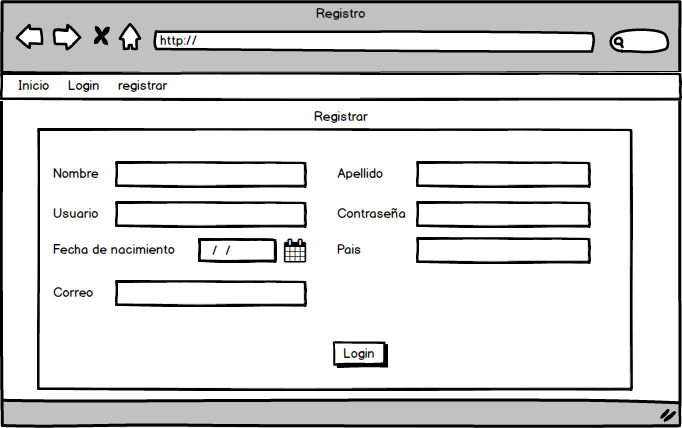 Registro
http://
Inicio Login registrar
Registrar
Nombre Apellido
Usuario Contraseña
Fecha de nacimiento / / Pais
Correo
Login